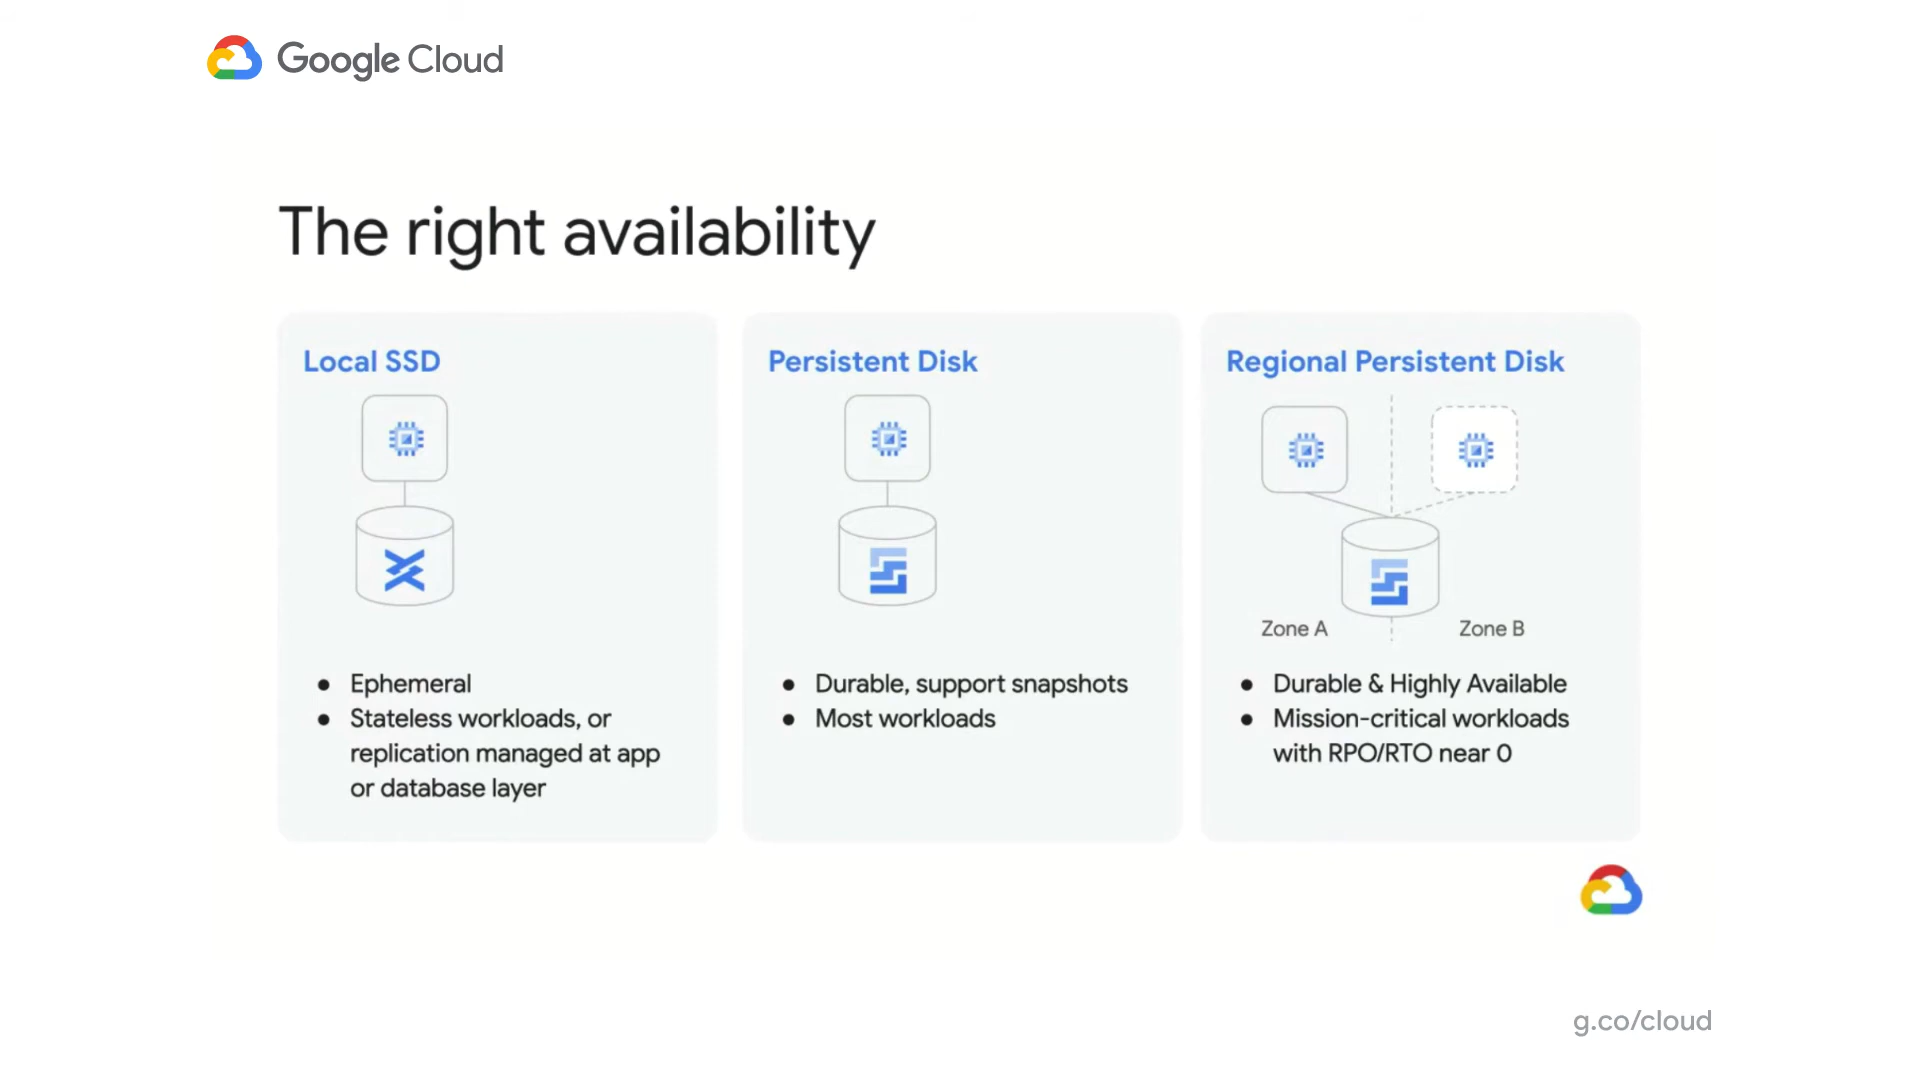 Google Cloud
The right availability
Local SSD
● Ephemeral
● Stateless workloads, or
replication managed at app
or database layer
Persistent Disk
● Durable, support snapshots
● Most workloads
Regional Persistent Disk
Zone A
Zone B
● Durable & Highly Available
● Mission-critical workloads
with RPO/RTO near 0
g.co/cloud